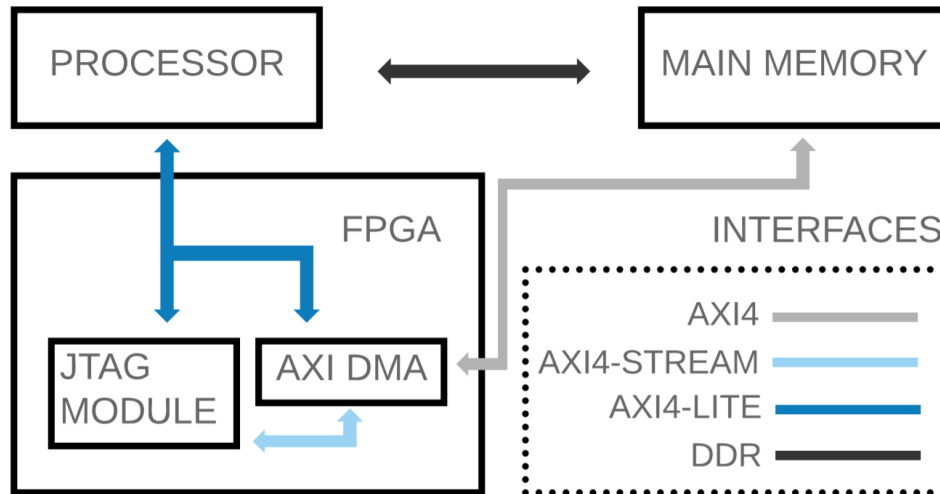 PROCESSOR
MAIN MEMORY
FPGA
INTERFACES
JTAG
MODULE
AXI DMA
AXI4
AXI4-STREAM
AXI4-LITE
DDR